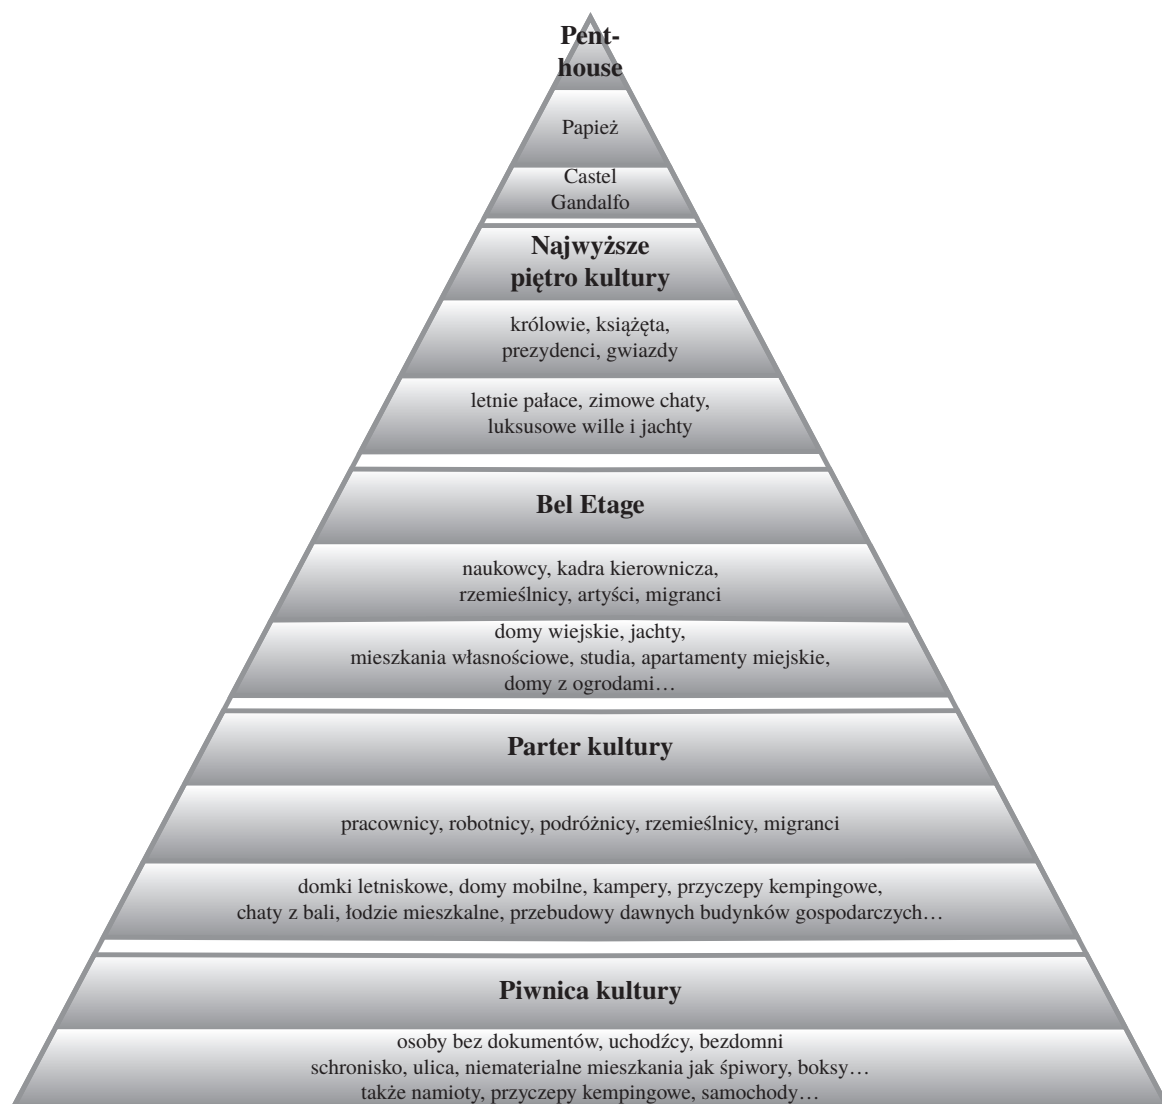 Pent-
house
Papież
Castel
Gandalfo
Najwyższe
piętro kultury
królowie, książęta,
prezydenci, gwiazdy
letnie pałace, zimowe chaty,
luksusowe wille i jachty
Bel Etage
naukowcy, kadra kierownicza,
rzemieślnicy, artyści, migranci
domy wiejskie, jachty,
mieszkania własnościowe, studia, apartamenty miejskie,
domy z ogrodami…
Parter kultury
pracownicy, robotnicy, podróżnicy, rzemieślnicy, migranci
domki letniskowe, domy mobilne, kampery, przyczepy kempingowe,
chaty z bali, łodzie mieszkalne, przebudowy dawnych budynków gospodarczych…
Piwnica kultury
osoby bez dokumentów, uchodźcy, bezdomni
schronisko, ulica, niematerialne mieszkania jak śpiwory, boksy…
także namioty, przyczepy kempingowe, samochody…